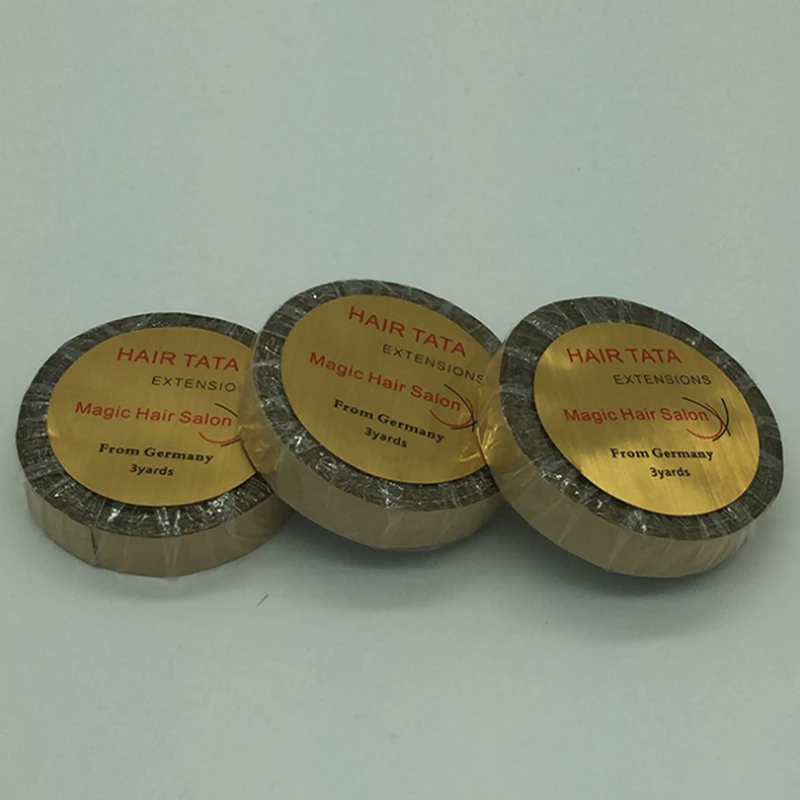 HAIR TATA
EXTENSIO
Magic Hair Salon
From Germany
3yards
HAIR TATA
EXTENSIONS
Magic Hair Salon
From Germany
3yards
HAIR TATA
EXTENSIONS
Magic Hair Salon
From Germany
3yards